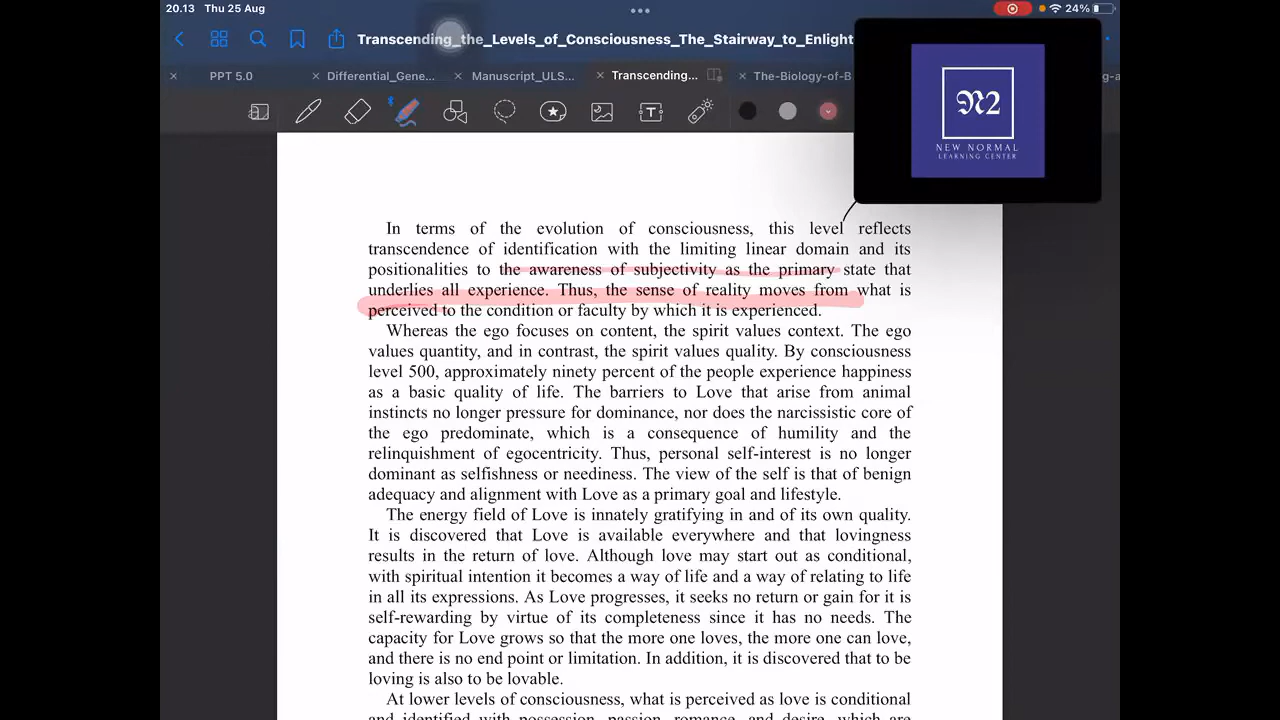 20.13 Thu 25 Aug
24%
Transcending_the_Levels_of_Consciousness_The_Stairway_to_Enlight
PPT 5.0
Differential_Gene...
Manuscript_ULS...
Transcending...
The-Biology-of-B
g-a
N2
NEW NORMAL
LEARNING CENTER
In terms of the evolution of consciousness, this level reflects
transcendence of identification with the limiting linear domain and its
positionalities to the awareness of subjectivity as the primary state that
underlies all experience. Thus, the sense of reality moves from what is
perceived to the condition or faculty by which it is experienced.
Whereas the ego focuses on content, the spirit values context. The ego
values quantity, and in contrast, the spirit values quality. By consciousness
level 500, approximately ninety percent of the people experience happiness
as a basic quality of life. The barriers to Love that arise from animal
instincts no longer pressure for dominance, nor does the narcissistic core of
the ego predominate, which is a consequence of humility and the
relinquishment of egocentricity. Thus, personal self-interest is no longer
dominant as selfishness or neediness. The view of the self is that of benign
adequacy and alignment with Love as a primary goal and lifestyle.
The energy field of Love is innately gratifying in and of its own quality.
It is discovered that Love is available everywhere and that lovingness
results in the return of love. Although love may start out as conditional,
with spiritual intention it becomes a way of life and a way of relating to life
in all its expressions. As Love progresses, it seeks no return or gain for it is
self-rewarding by virtue of its completeness since it has no needs. The
capacity for Love grows so that the more one loves, the more one can love,
and there is no end point or limitation. In addition, it is discovered that to be
loving is also to be lovable.
At lower levels of consciousness, what is perceived as love is conditional
and identified with possession, passion, romance, and desire, which are